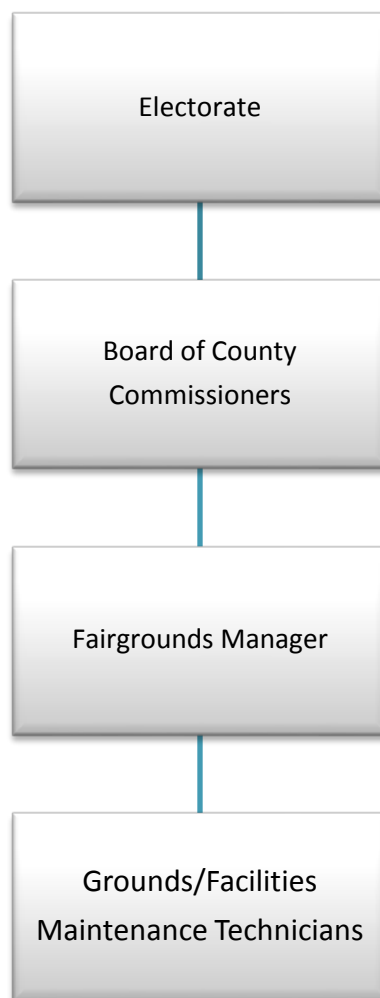 Electorate
Board of County
Commissioners
Fairgrounds Manager
Grounds/Facilities
Maintenance Technicians